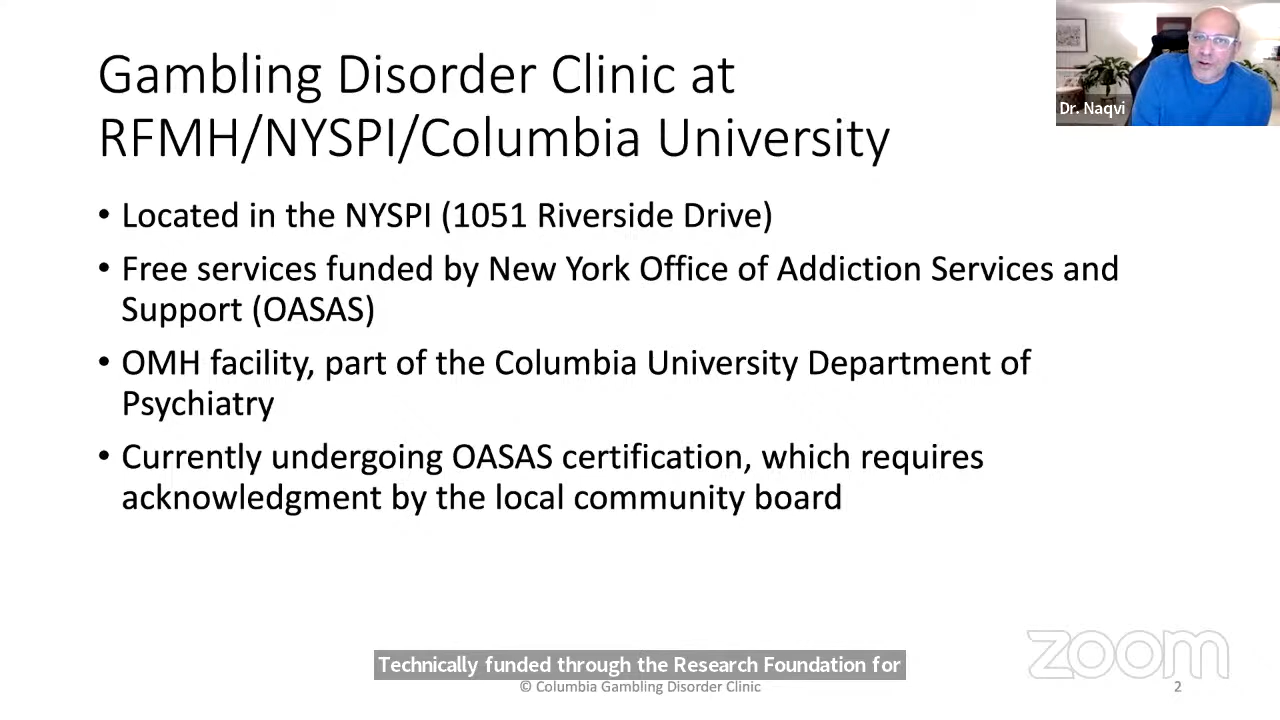 Gambling Disorder Clinic at
RFMH/NYSPI/Columbia University
Dr. Naqvi
• Located in the NYSPI (1051 Riverside Drive)
• Free services funded by New York Office of Addiction Services and
Support (OASAS)
• OMH facility, part of the Columbia University Department of
Psychiatry
• Currently undergoing OASAS certification, which requires
acknowledgment by the local community board
zoom
Technically funded through the Research Foundation for
© Columbia Gambling Disorder Clinic
2